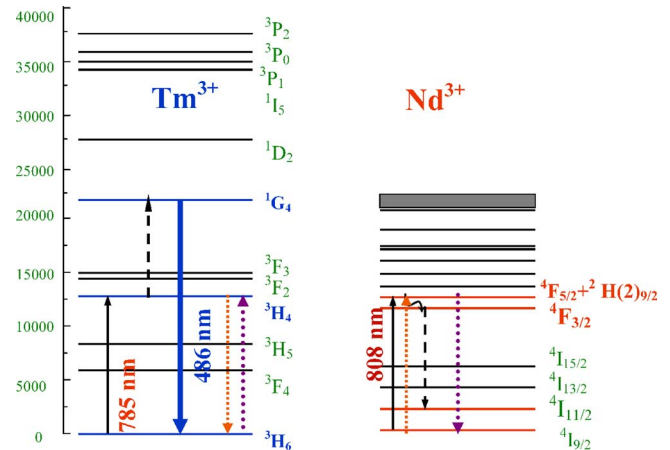 40000
35000
30000
25000
20000
15000
10000
5000
0
Tm³⁺
³P₂
³P₀
³P₁
¹I₅
¹D₂
¹G₄
³F₃
³F₂
³H₄
³H₅
³F₄
³H₆
785 nm
486 nm
Nd³⁺
⁴F₅/₂+² H(2)₉/₂
⁴F₃/₂
⁴I₁₅/₂
⁴I₁₃/₂
⁴I₁₁/₂
⁴I₉/₂
808 nm